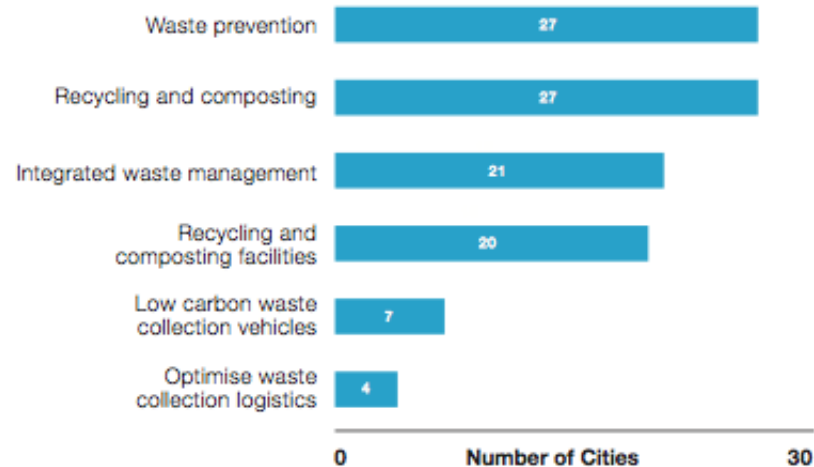 Waste prevention
27
Recycling and composting
27
Integrated waste management
21
Recycling and
composting facilities
20
Low carbon waste
collection vehicles
7
Optimise waste
collection logistics
4
0 Number of Cities 30